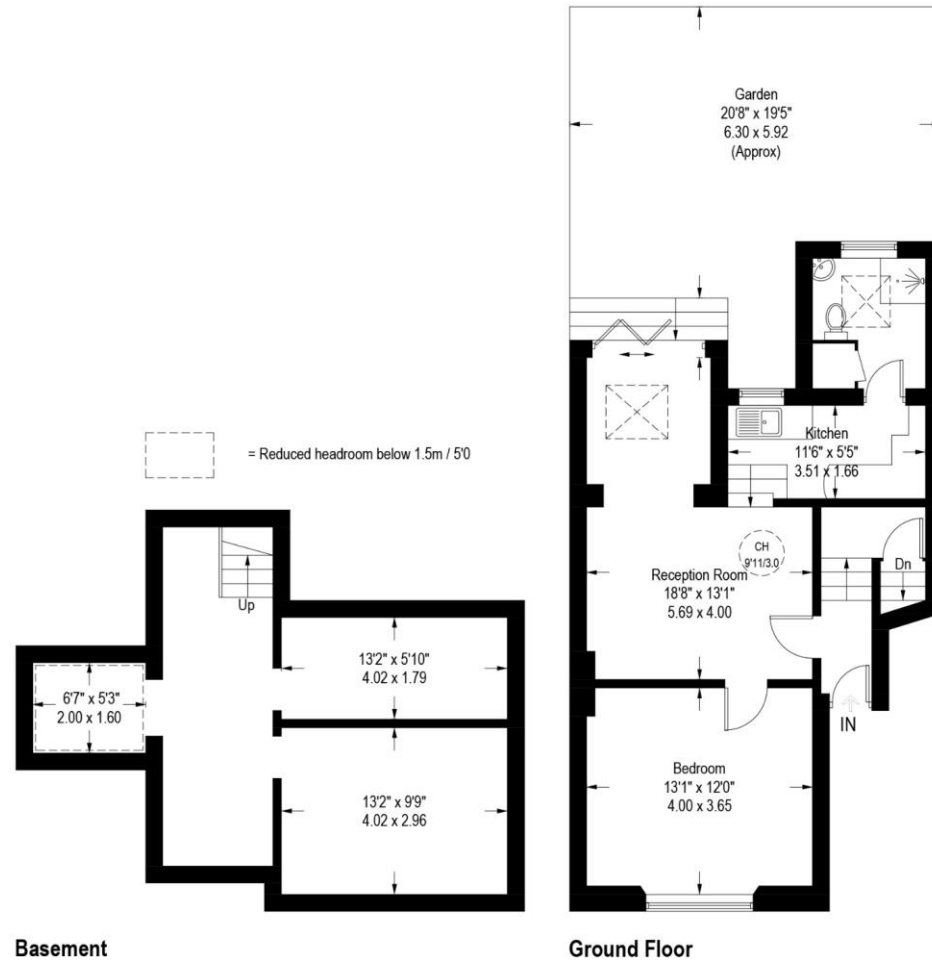 Garden
20'8" x 19'5"
6.30 x 5.92
(Approx)
= Reduced headroom below 1.5m / 5'0
Kitchen
11'6" x 5'5"
3.51 x 1.66
CH
9'11/3.0
Reception Room
18'8" x 13'1"
5.69 x 4.00
Dn
Up
13'2" x 5'10"
4.02 x 1.79
6'7" x 5'3"
2.00 x 1.60
IN
Bedroom
13'1" x 12'0"
4.00 x 3.65
13'2" x 9'9"
4.02 x 2.96
Basement
Ground Floor